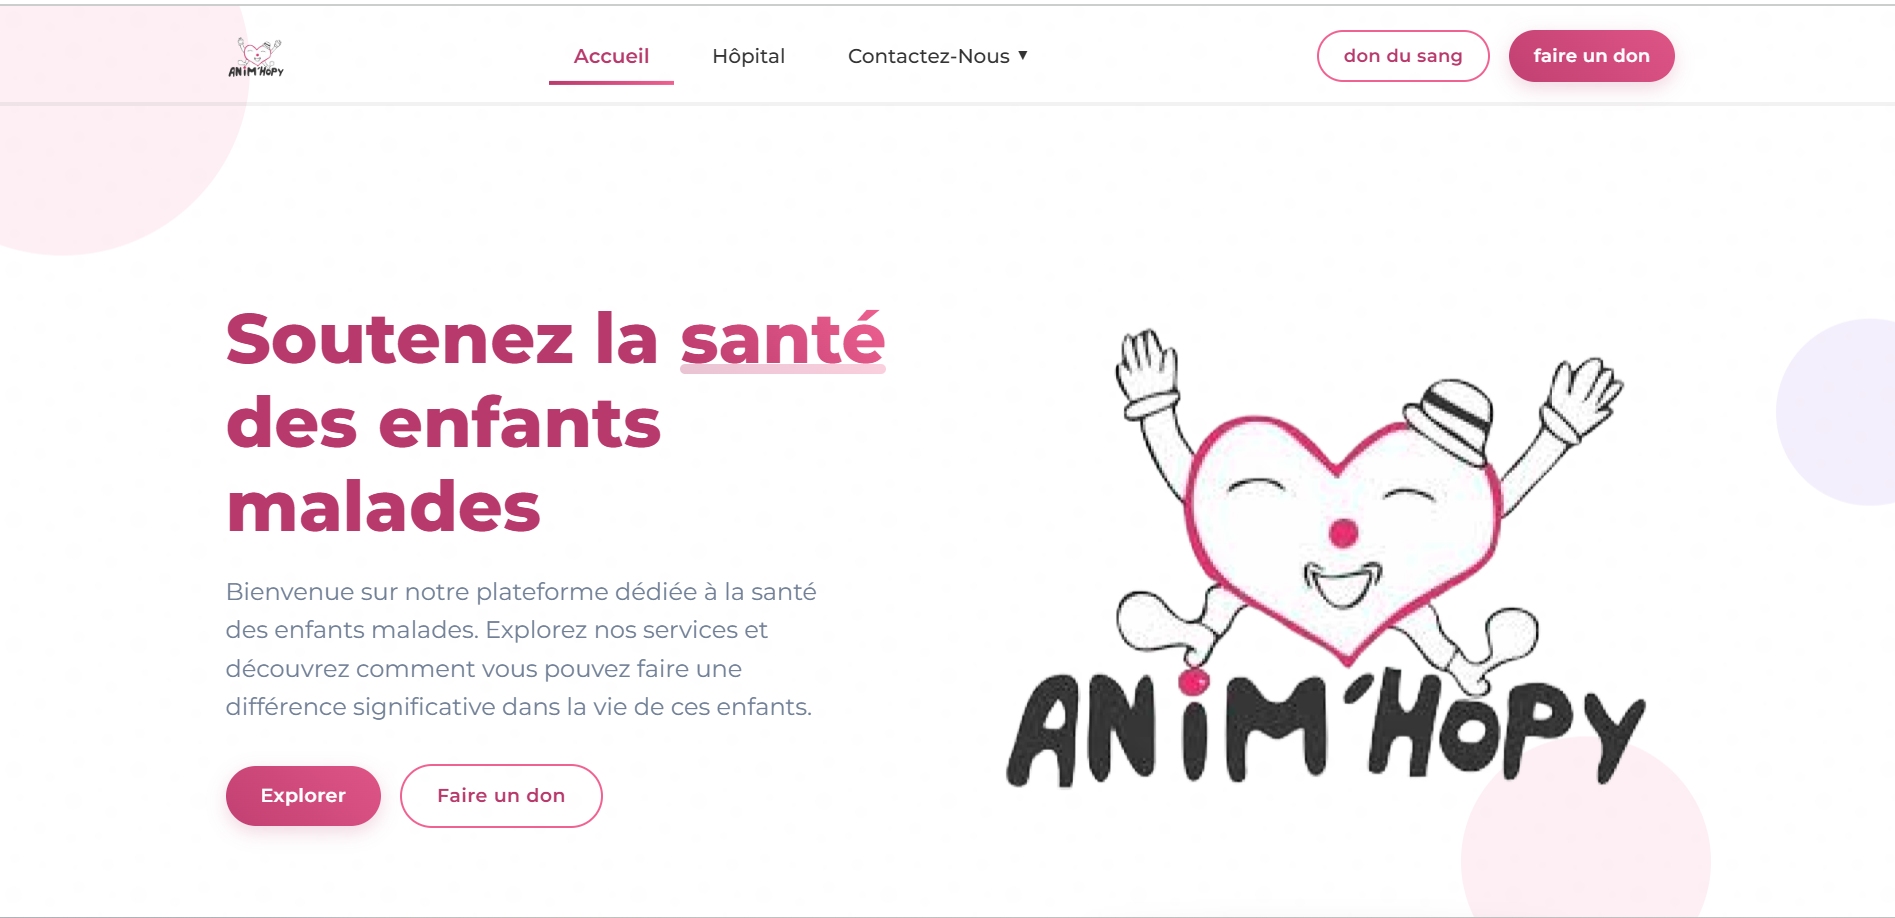 ANiM'HOPY
Accueil
Hôpital
Contactez-Nous ▼
don du sang
faire un don
Soutenez la santé
des enfants
malades
Bienvenue sur notre plateforme dédiée à la santé
des enfants malades. Explorez nos services et
découvrez comment vous pouvez faire une
différence significative dans la vie de ces enfants.
Explorer
Faire un don
ANiM'HOPY